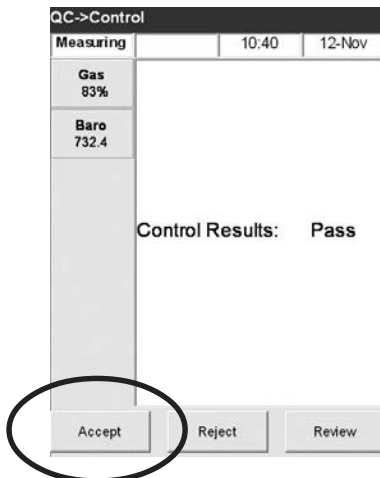 QC->Control
Measuring 10:40 12-Nov
Gas
83%
Baro
732.4
Control Results: Pass
Accept Reject Review